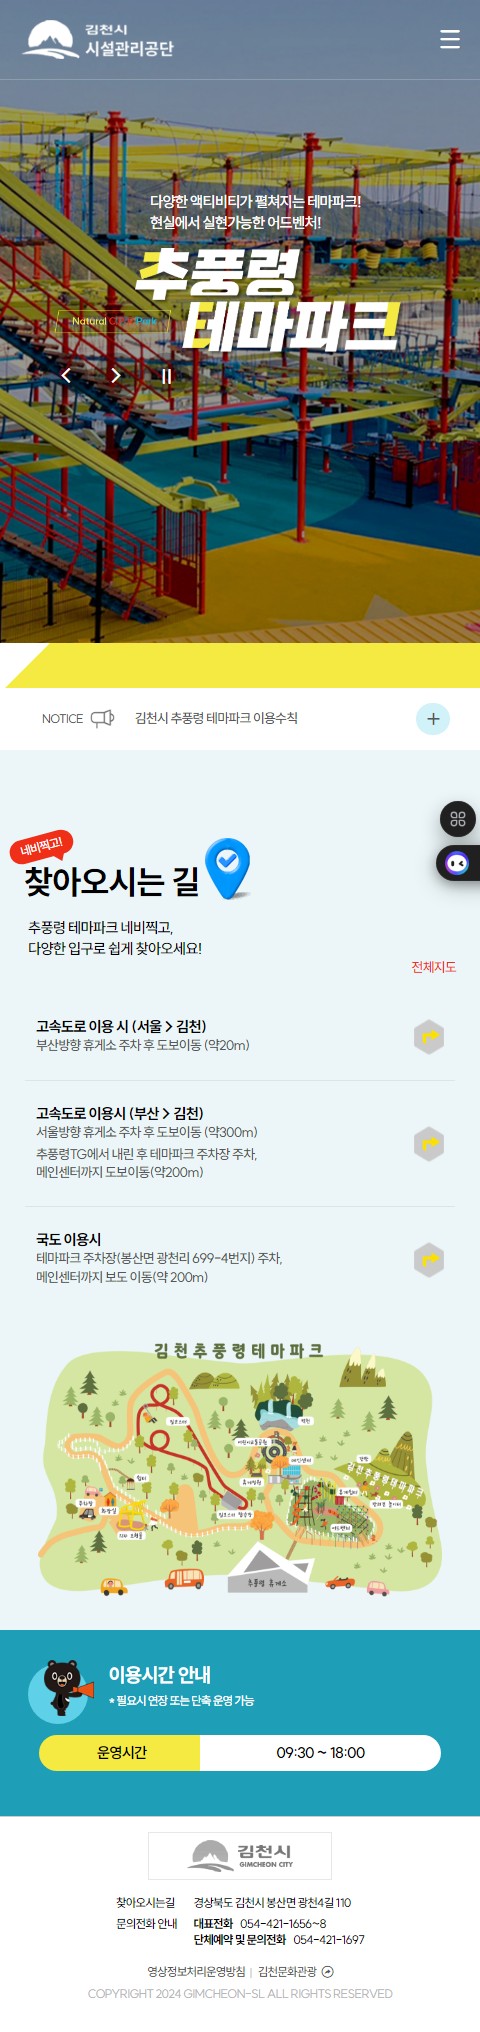 김천시
시설관리공단
다양한 액티비티가 펼쳐지는 테마파크!
현실에서 실현가능한 어드벤처!
추풍령
테마파크
Natural
Park
NOTICE
김천시 추풍령 테마파크 이용수칙
네비찍고!
찾아오시는 길
추풍령 테마파크 네비찍고,
다양한 입구로 쉽게 찾아오세요!
전체지도
고속도로 이용 시 (서울 > 김천)
부산방향 휴게소 주차 후 도보이동 (약20m)
고속도로 이용시 (부산 > 김천)
서울방향 휴게소 주차 후 도보이동 (약300m)
추풍령TG에서 내린 후 테마파크 주차장 주차,
메인센터까지 도보이동(약200m)
국도 이용시
테마파크 주차장(봉산면 광천리 699-4번지) 주차,
메인센터까지 보도 이동(약 200m)
김천추풍령테마파크
김천추풍령테마파크
추풍령 휴게소
이용시간 안내
* 필요시 연장 또는 단축 운영 가능
운영시간
09:30 ~ 18:00
김천시
GIMCHEON CITY
찾아오시는길 경상북도 김천시 봉산면 광천4길 110
문의전화 안내 대표전화 054-421-1656~8
단체예약 및 문의전화 054-421-1697
영상정보처리운영방침 | 김천문화관광
COPYRIGHT 2024 GIMCHEON-SL ALL RIGHTS RESERVED